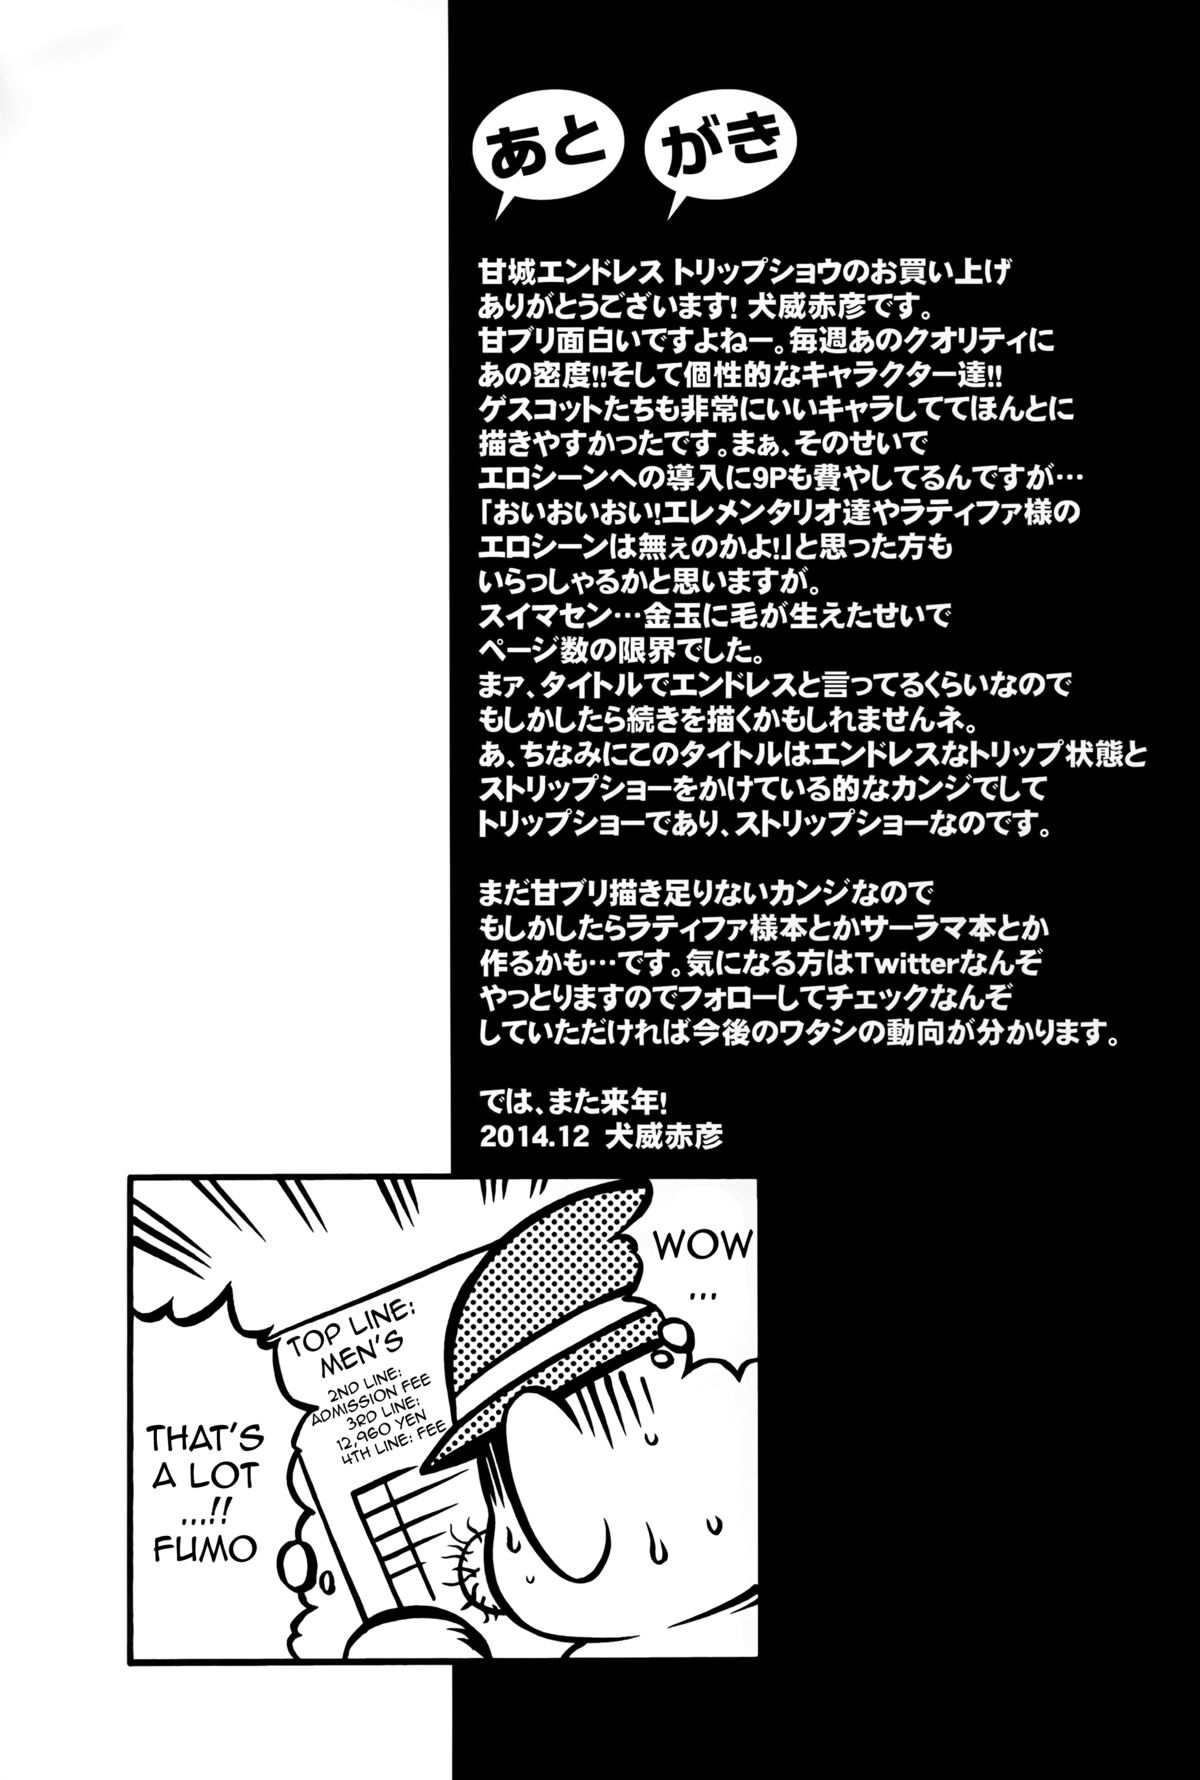 あとがき
甘城エンドレス トリップショウのお買い上げ
ありがとうございます! 犬威赤彦です。
甘ブリ面白いですよねー。毎週あのクオリティに
あの密度!!そして個性的なキャラクター達!!
ゲスコットたちも非常にいいキャラしててほんとに
描きやすかったです。まぁ、そのせいで
エロシーンへの導入に9Pも費やしてるんですが…
「おいおいおい!エレメンタリオ達やラティファ様の
エロシーンは無ぇのかよ!」と思った方も
いらっしゃるかと思いますが。
スイマセン…金玉に毛が生えたせいで
ページ数の限界でした。
まァ、タイトルでエンドレスと言ってるくらいなので
もしかしたら続きを描くかもしれませんネ。
あ、ちなみにこのタイトルはエンドレスなトリップ状態と
ストリップショーをかけている的なカンジでして
トリップショーであり、ストリップショーなのです。
まだ甘ブリ描き足りないカンジなので
もしかしたらラティファ様本とかサーラマ本とか
作るかも…です。気になる方はTwitterなんぞ
やっとりますのでフォローしてチェックなんぞ
していただければ今後のワタシの動向が分かります。
では、また来年!
2014.12 犬威赤彦
WOW
...
TOP LINE:
MEN'S
2ND LINE:
ADMISSION FEE
3RD LINE:
12,960 YEN
4TH LINE: FEE
THAT'S
A LOT
...!!
FUMO